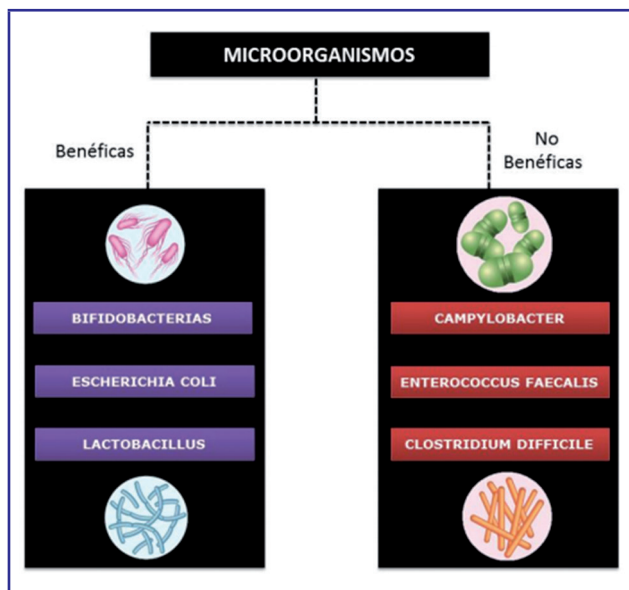 MICROORGANISMOS
Benéficas
No
Benéficas
BIFIDOBACTERIAS
ESCHERICHIA COLI
LACTOBACILLUS
CAMPYLOBACTER
ENTEROCOCCUS FAECALIS
CLOSTRIDIUM DIFFICILE